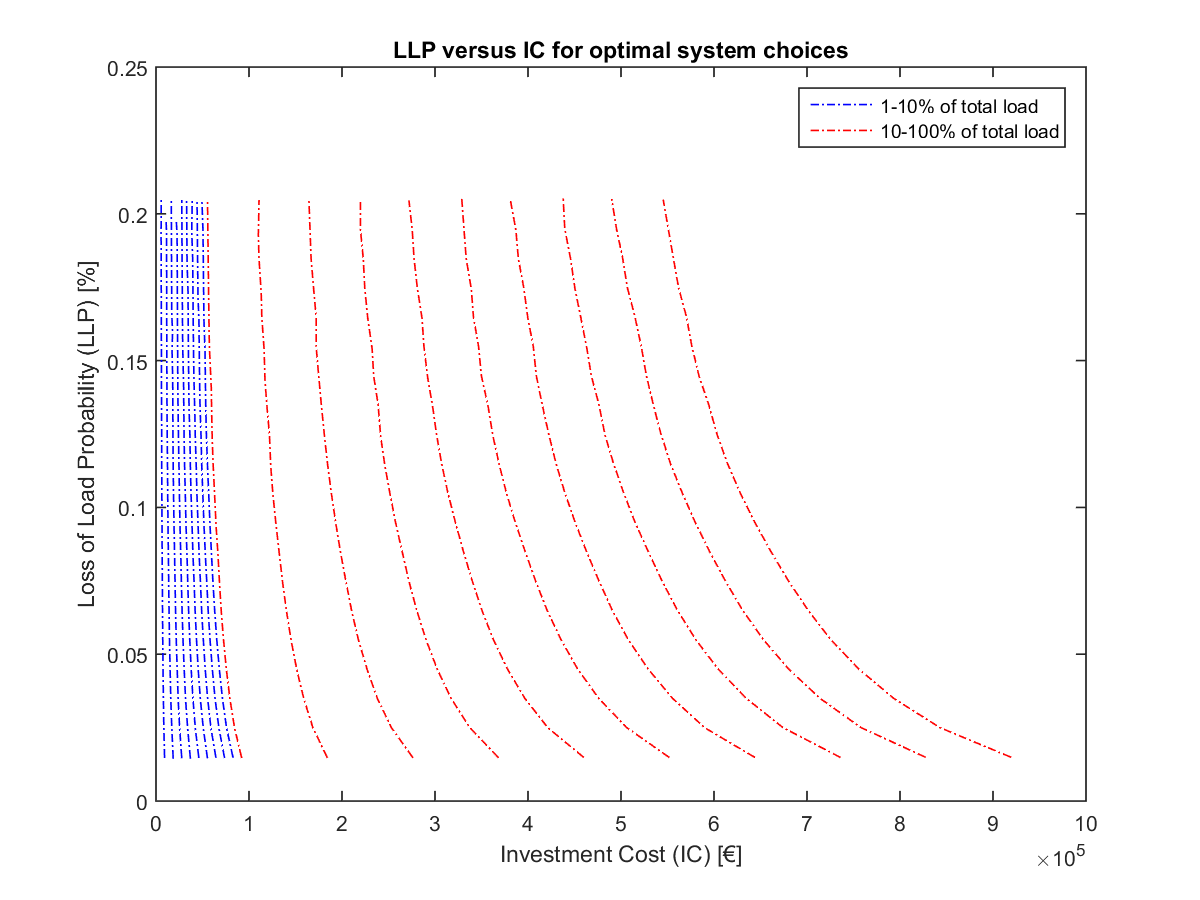 LLP versus IC for optimal system choices
1-10% of total load
10-100% of total load
Loss of Load Probability (LLP) [%]
0.25
0.2
0.15
0.1
0.05
0
0 1 2 3 4 5 6 7 8 9 10
Investment Cost (IC) [€]
×10⁵